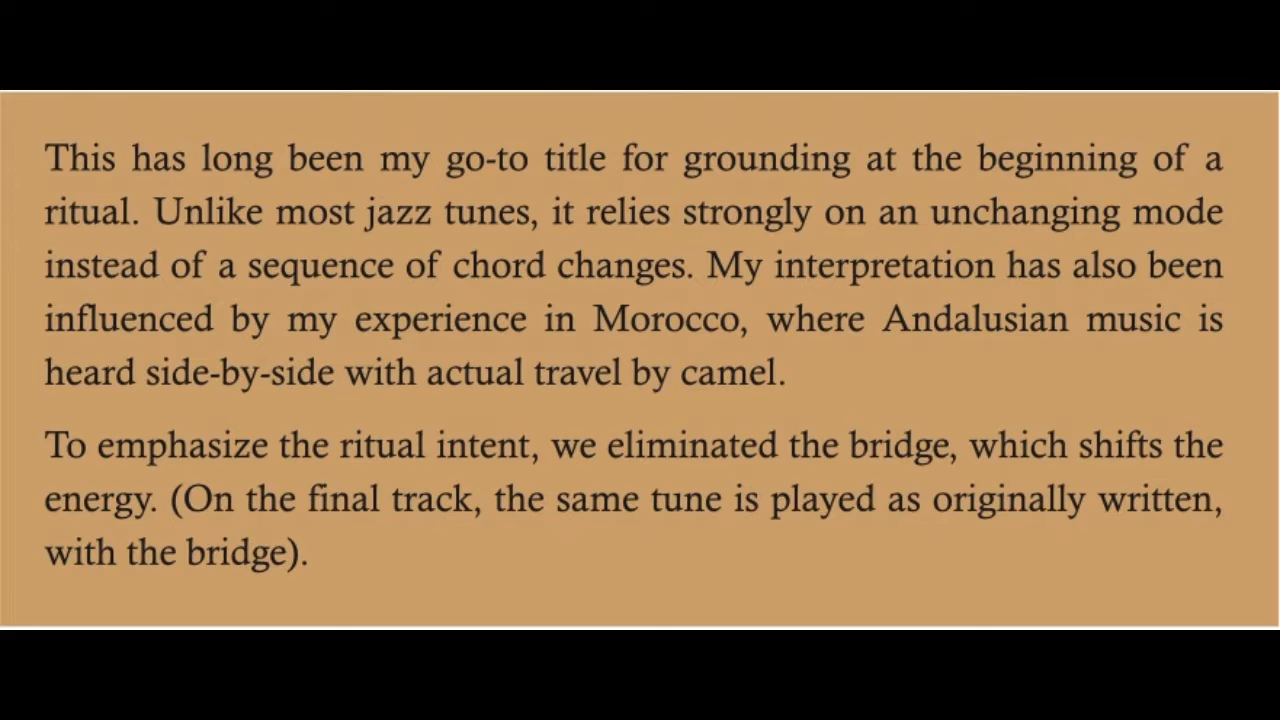 This has long been my go-to title for grounding at the beginning of a
ritual. Unlike most jazz tunes, it relies strongly on an unchanging mode
instead of a sequence of chord changes. My interpretation has also been
influenced by my experience in Morocco, where Andalusian music is
heard side-by-side with actual travel by camel.
To emphasize the ritual intent, we eliminated the bridge, which shifts the
energy. (On the final track, the same tune is played as originally written,
with the bridge).